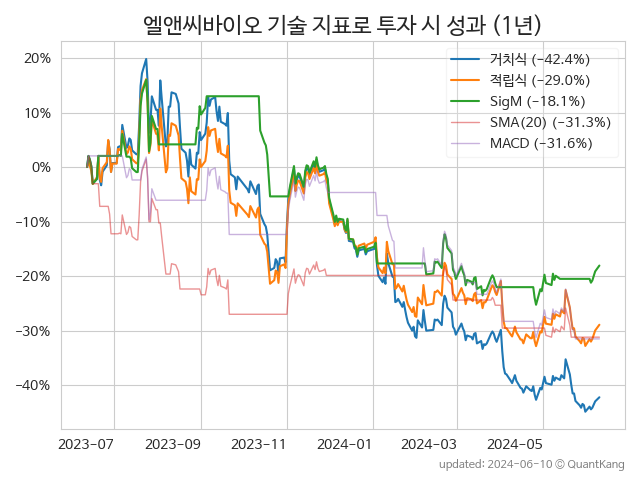 엘앤씨바이오 기술 지표로 투자 시 성과 (1년)
거치식 (−42.4%)
적립식 (−29.0%)
SigM (−18.1%)
SMA(20) (−31.3%)
MACD (−31.6%)
20%
10%
0%
−10%
−20%
−30%
−40%
2023-07 2023-09 2023-11 2024-01 2024-03 2024-05
updated: 2024-06-10 © QuantKang